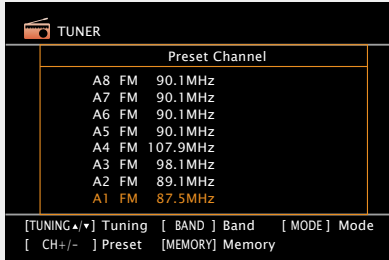 TUNER
Preset Channel
A8 FM 90.1MHz
A7 FM 90.1MHz
A6 FM 90.1MHz
A5 FM 90.1MHz
A4 FM 107.9MHz
A3 FM 98.1MHz
A2 FM 89.1MHz
A1 FM 87.5MHz
[TUNING▲/▼] Tuning [ BAND ] Band [ MODE ] Mode
[ CH+/– ] Preset [MEMORY] Memory